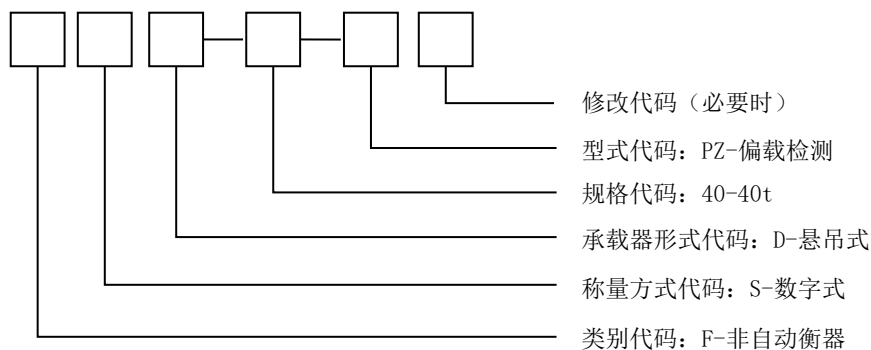 修改代码（必要时）
型式代码：PZ-偏载检测
规格代码：40-40t
承载器形式代码：D-悬吊式
称量方式代码：S-数字式
类别代码：F-非自动衡器